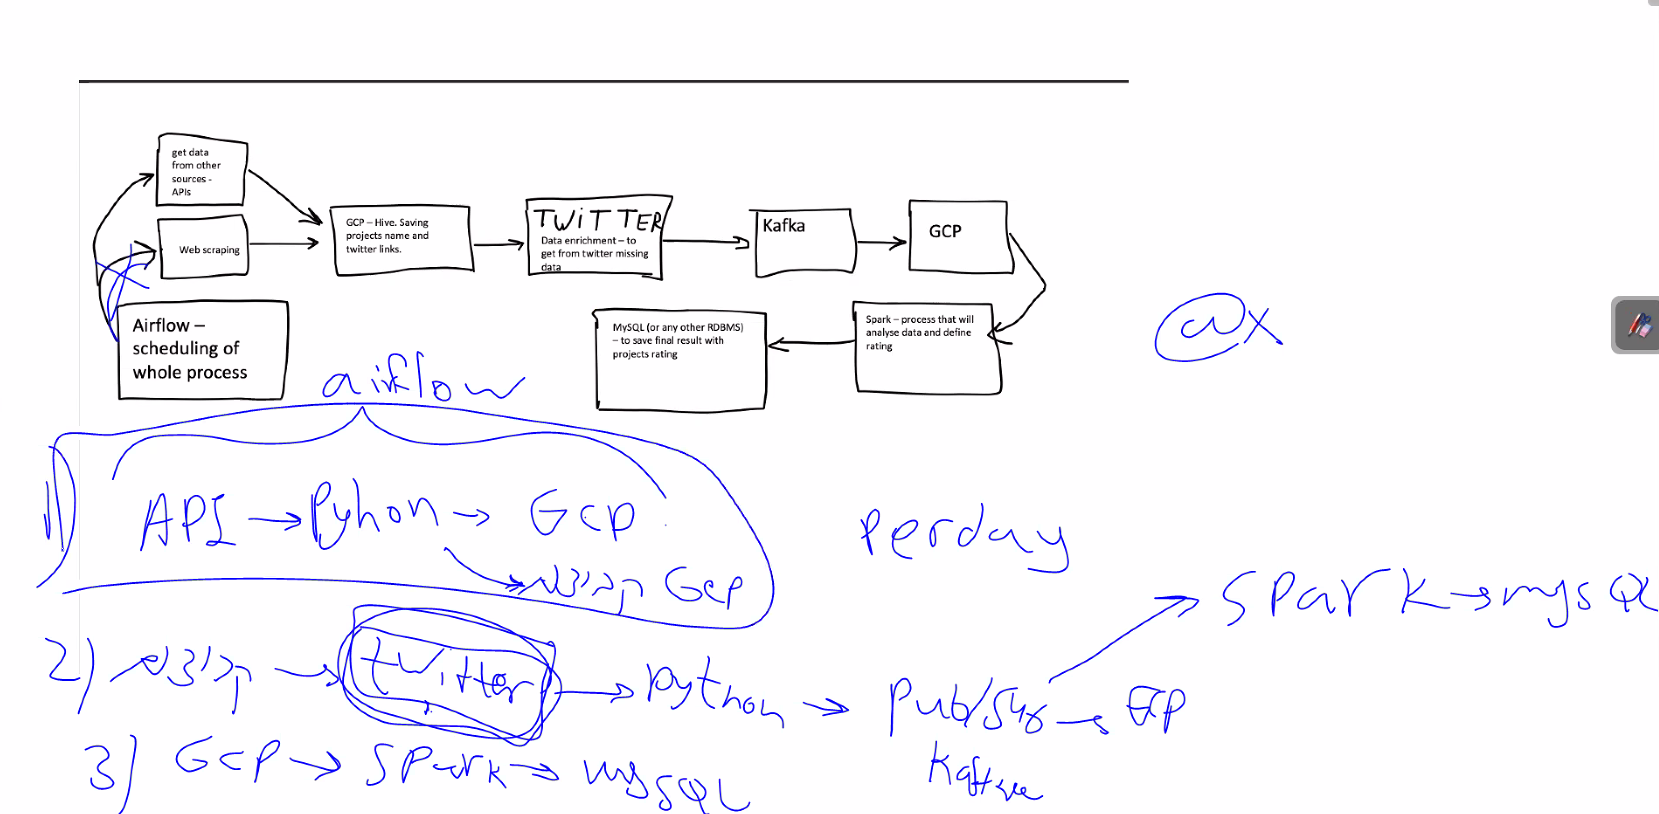 get data
from other
sources -
APIs
Web scraping
GCP – Hive. Saving
projects name and
twitter links.
TWITTER
Data enrichment – to
get from twitter missing
data
Kafka
GCP
Airflow –
scheduling of
whole process
MySQL (or any other RDBMS)
– to save final result with
projects rating
Spark – process that will
analyse data and define
rating
@x
airflow
1) API → Pyhon → GCP
→ GCP
Perday
2) → twitter → python → Pub/Sub → GCP
→ SPark → mysQL
Kafka
3) GCP → SPark → mysQL